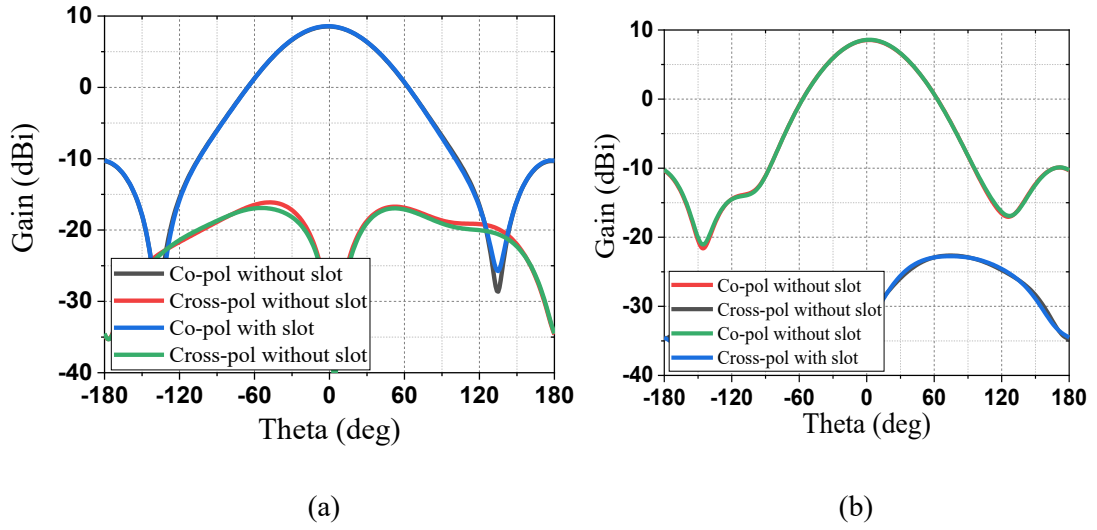 10
0
-10
-20
-30
-40
Gain (dBi)
Co-pol without slot
Cross-pol without slot
Co-pol with slot
Cross-pol without slot
-180 -120 -60 0 60 120 180
Theta (deg)
(a)
10
0
-10
-20
-30
-40
Gain (dBi)
Co-pol without slot
Cross-pol without slot
Co-pol without slot
Cross-pol with slot
-180 -120 -60 0 60 120 180
Theta (deg)
(b)